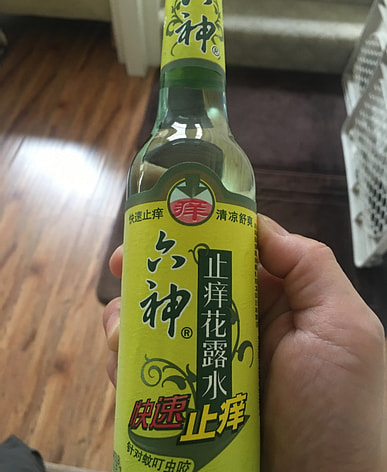 六神
快速止痒
痒
清凉舒爽
六神®
止痒花露水
快速
止痒
针对蚊叮虫咬